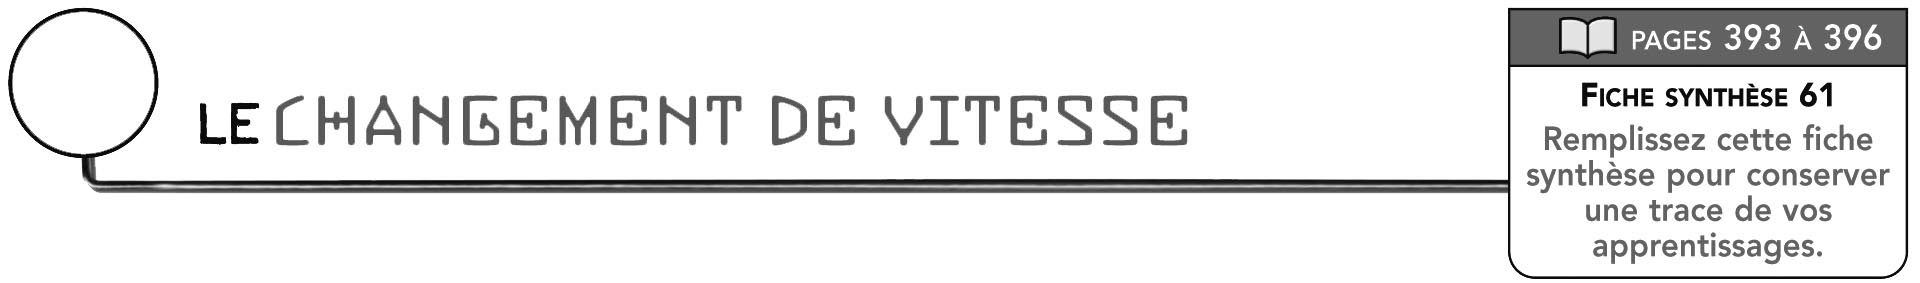 LE CHANGEMENT DE VITESSE
PAGES 393 À 396
FICHE SYNTHÈSE 61
Remplissez cette fiche
synthèse pour conserver
une trace de vos
apprentissages.